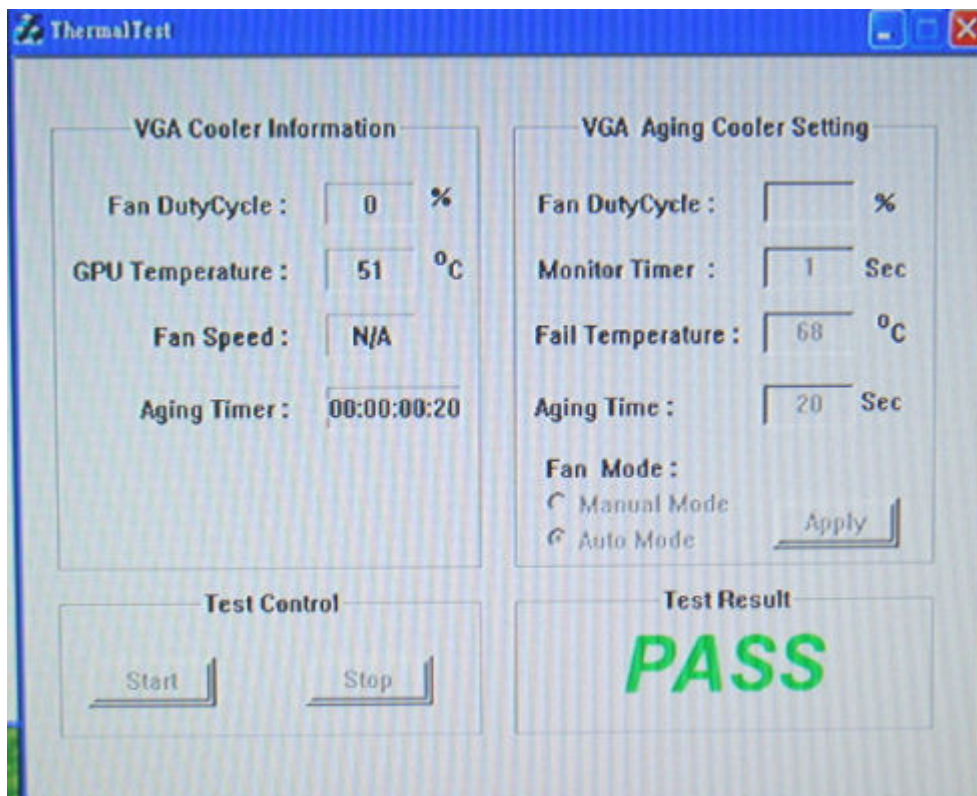 ThermalTest
VGA Cooler Information
Fan DutyCycle : 0 %
GPU Temperature : 51 °C
Fan Speed : N/A
Aging Timer : 00:00:00:20
VGA Aging Cooler Setting
Fan DutyCycle : %
Monitor Timer : 1 Sec
Fail Temperature : 68 °C
Aging Time : 20 Sec
Fan Mode :
Manual Mode
Auto Mode
Apply
Test Control
Start Stop
Test Result
PASS